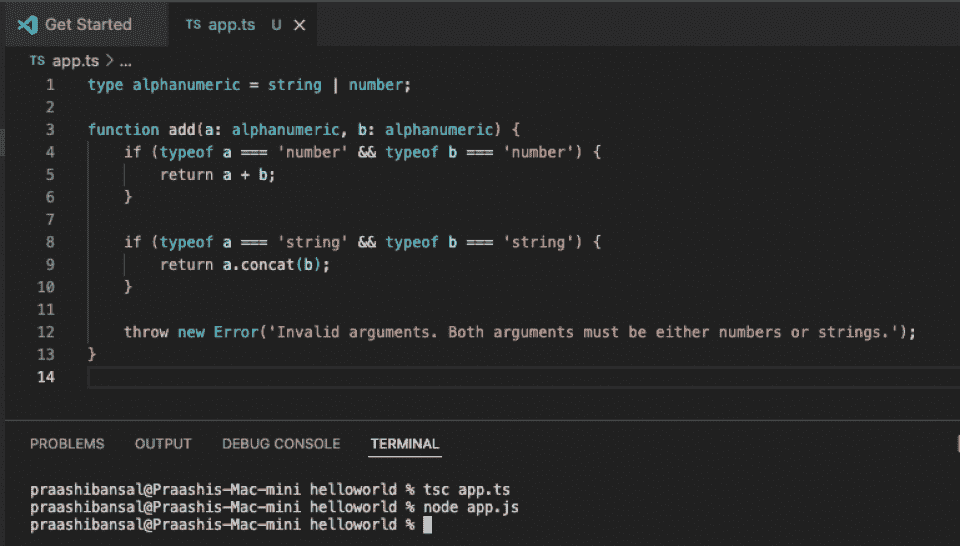 Get Started TS app.ts U ×
TS app.ts > ...
1 type alphanumeric = string | number;
2
3 function add(a: alphanumeric, b: alphanumeric) {
4 if (typeof a === 'number' && typeof b === 'number') {
5 return a + b;
6 }
7
8 if (typeof a === 'string' && typeof b === 'string') {
9 return a.concat(b);
10 }
11
12 throw new Error('Invalid arguments. Both arguments must be either numbers or strings.');
13 }
14
PROBLEMS OUTPUT DEBUG CONSOLE TERMINAL
praashibansal@Praashis-Mac-mini helloworld % tsc app.ts
praashibansal@Praashis-Mac-mini helloworld % node app.js
praashibansal@Praashis-Mac-mini helloworld %